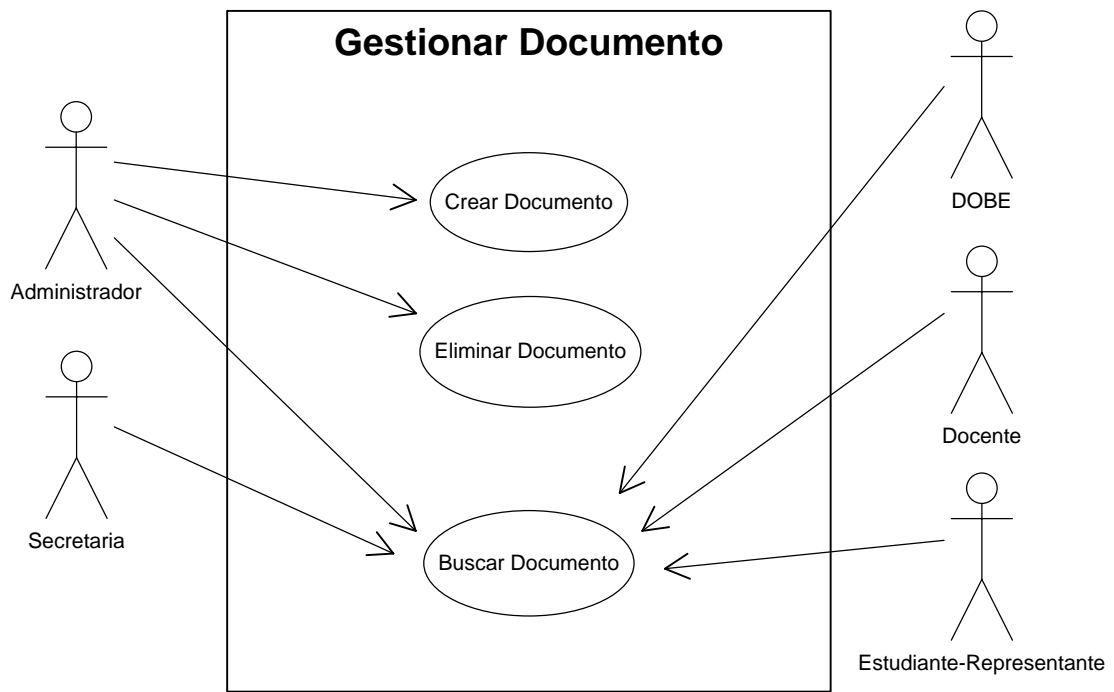 Gestionar Documento
Crear Documento
DOBE
Administrador
Eliminar Documento
Docente
Secretaria
Buscar Documento
Estudiante-Representante